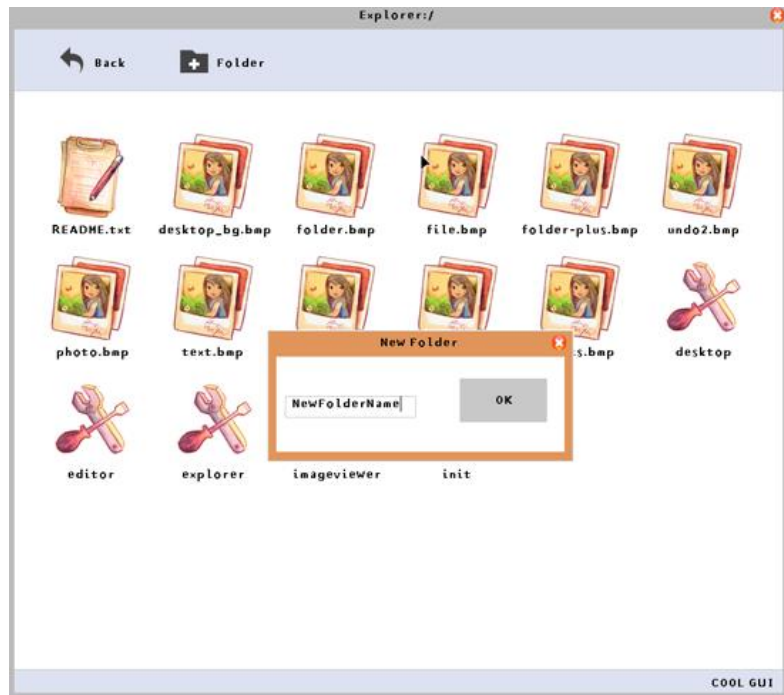 Explorer:/
Back Folder
README.txt desktop_bg.bmp folder.bmp file.bmp folder-plus.bmp undo2.bmp
New Folder
photo.bmp text.bmp s.bmp desktop
NewFolderName OK
editor explorer imageviewer init
COOL GUI